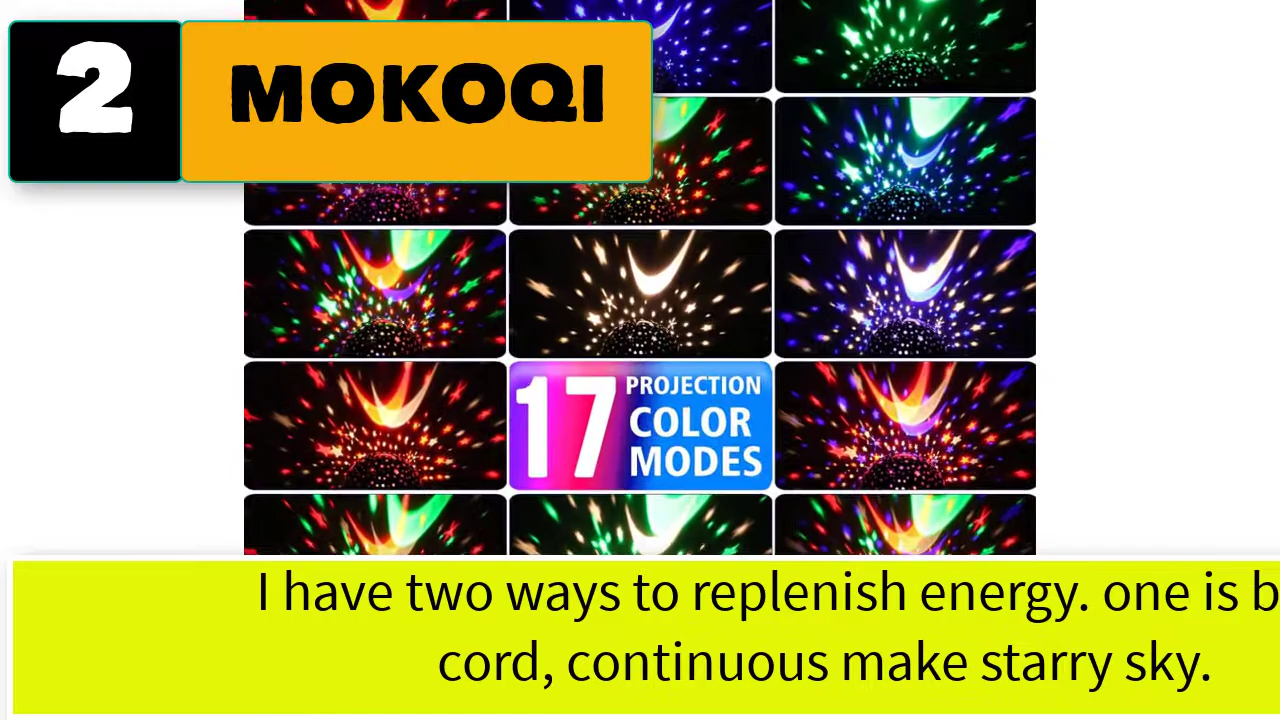 2
MOKOQI
17
PROJECTION
COLOR
MODES
I have two ways to replenish energy. one is b
cord, continuous make starry sky.